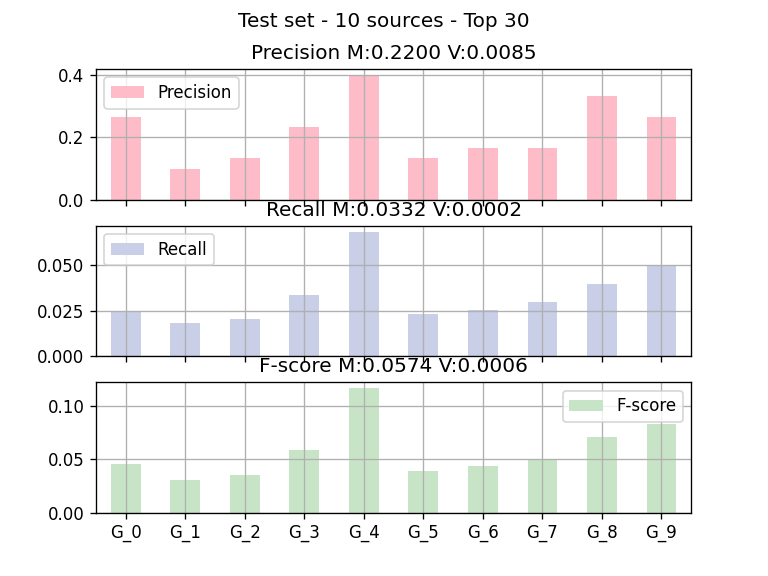 Test set - 10 sources - Top 30
Precision M:0.2200 V:0.0085
0.4
0.2
0.0
Precision
Recall M:0.0332 V:0.0002
0.050
0.025
0.000
Recall
F-score M:0.0574 V:0.0006
0.10
0.05
0.00
F-score
G_0 G_1 G_2 G_3 G_4 G_5 G_6 G_7 G_8 G_9